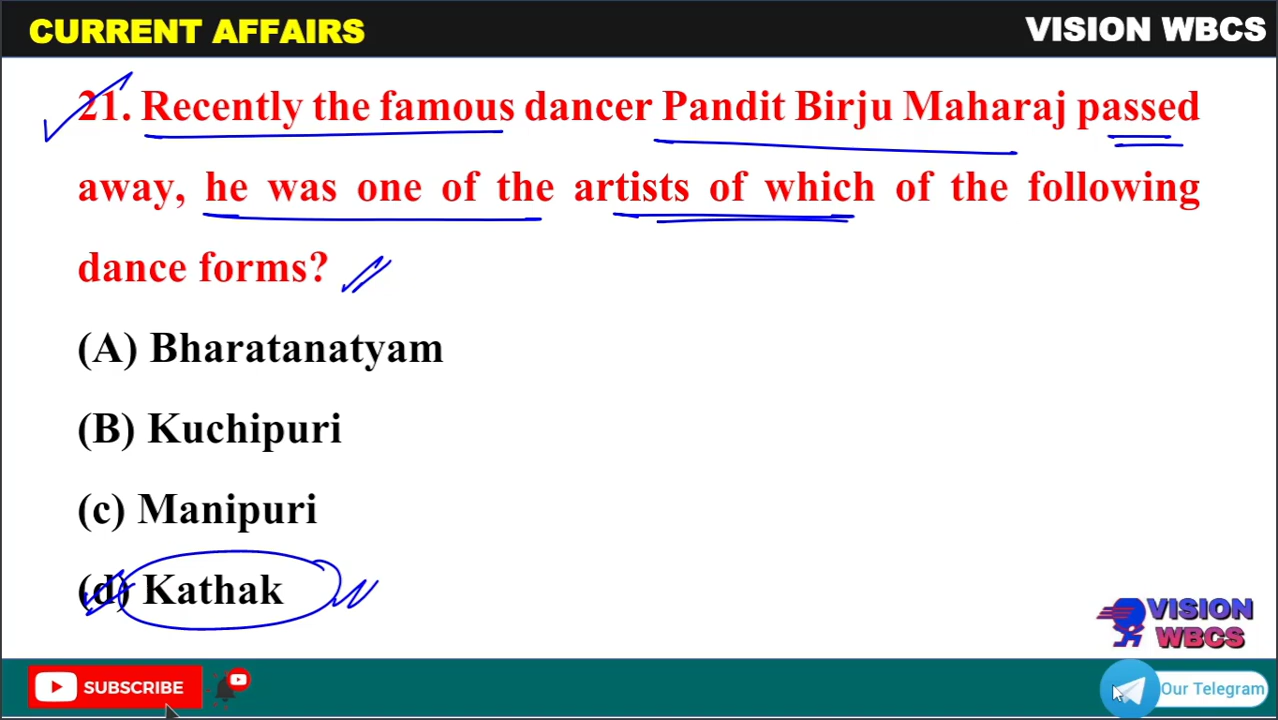 CURRENT AFFAIRS
VISION WBCS
21. Recently the famous dancer Pandit Birju Maharaj passed
away, he was one of the artists of which of the following
dance forms?
(A) Bharatanatyam
(B) Kuchipuri
(c) Manipuri
(d) Kathak
VISION
WBCS
SUBSCRIBE
Our Telegram